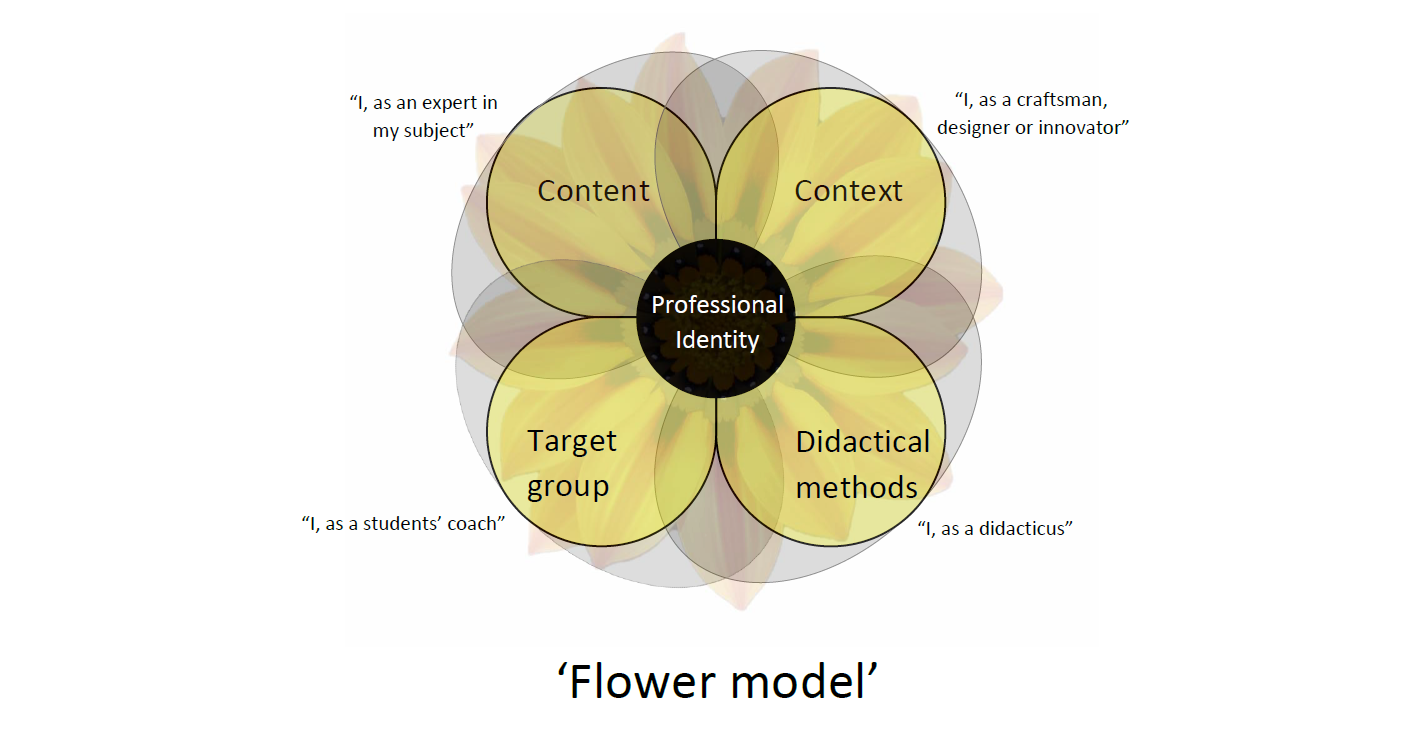 “I, as an expert in
my subject”
“I, as a craftsman,
designer or innovator”
Content
Context
Professional
Identity
Target
group
Didactical
methods
“I, as a students’ coach”
“I, as a didacticus”
‘Flower model’